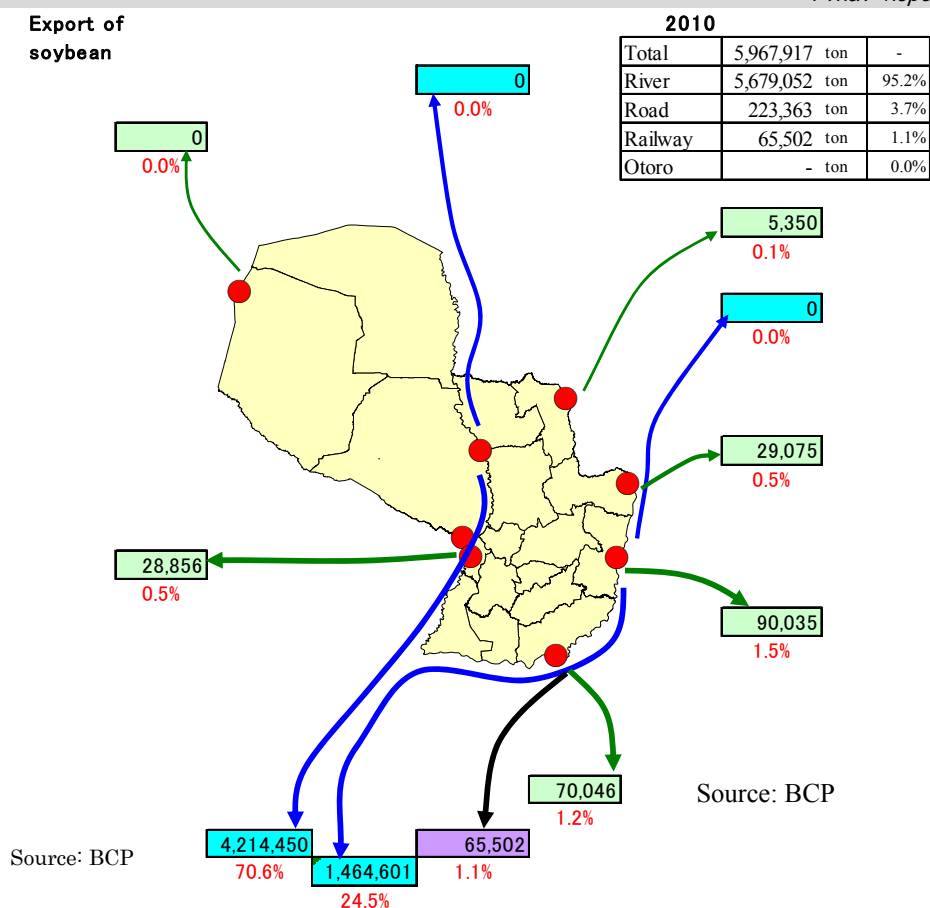 Export of
soybean
2010
Total 5,967,917 ton -
River 5,679,052 ton 95.2%
Road 223,363 ton 3.7%
Railway 65,502 ton 1.1%
Otoro - ton 0.0%
0
0.0%
0
0.0%
5,350
0.1%
0
0.0%
29,075
0.5%
28,856
0.5%
90,035
1.5%
70,046
1.2%
Source: BCP
Source: BCP
4,214,450
70.6%
1,464,601
24.5%
65,502
1.1%